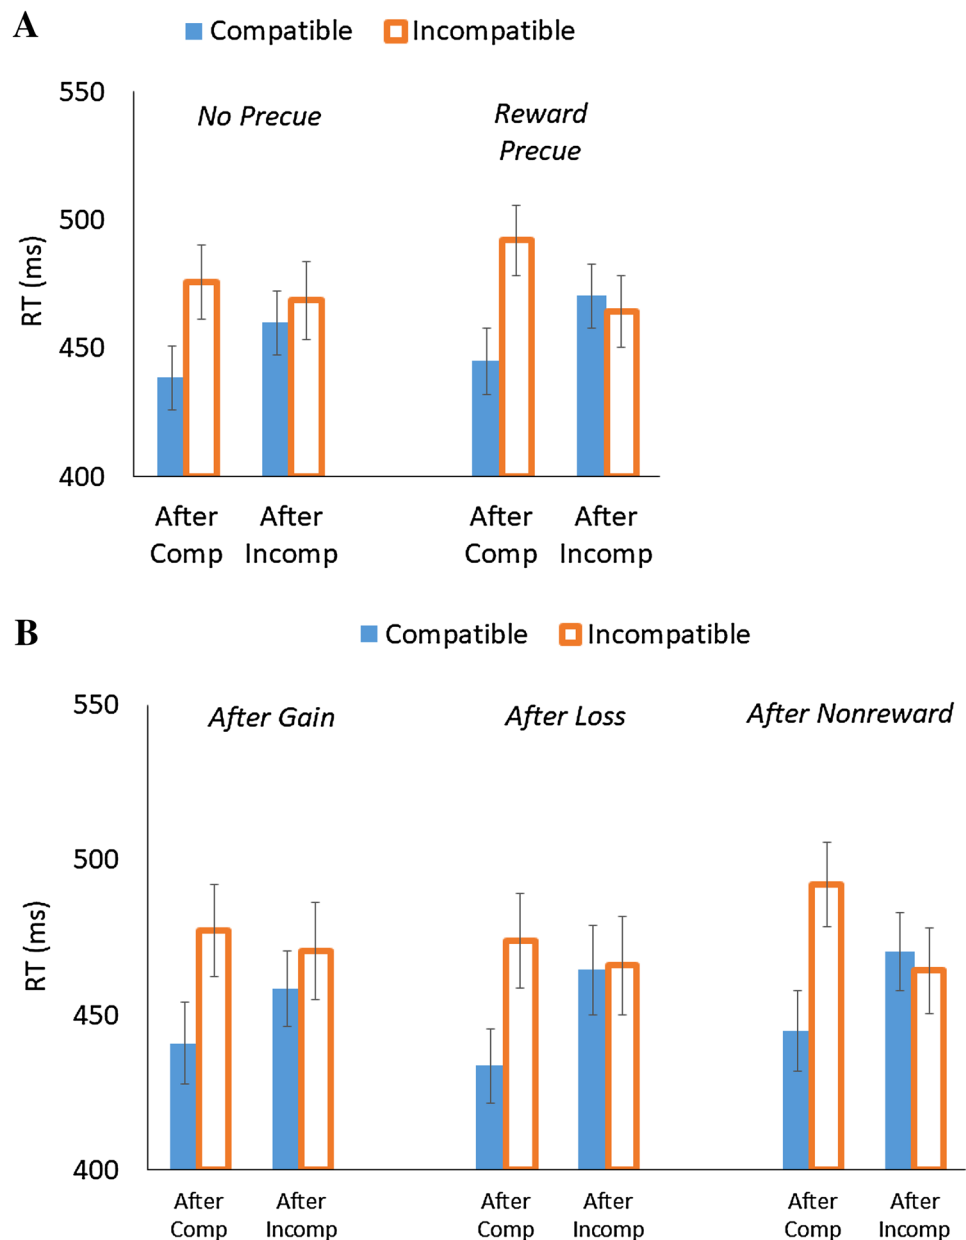 A
Compatible Incompatible
550
500
450
400
RT (ms)
No Precue
Reward
Precue
After
Comp
After
Incomp
After
Comp
After
Incomp
B
Compatible Incompatible
550
500
450
400
RT (ms)
After Gain
After Loss
After Nonreward
After
Comp
After
Incomp
After
Comp
After
Incomp
After
Comp
After
Incomp